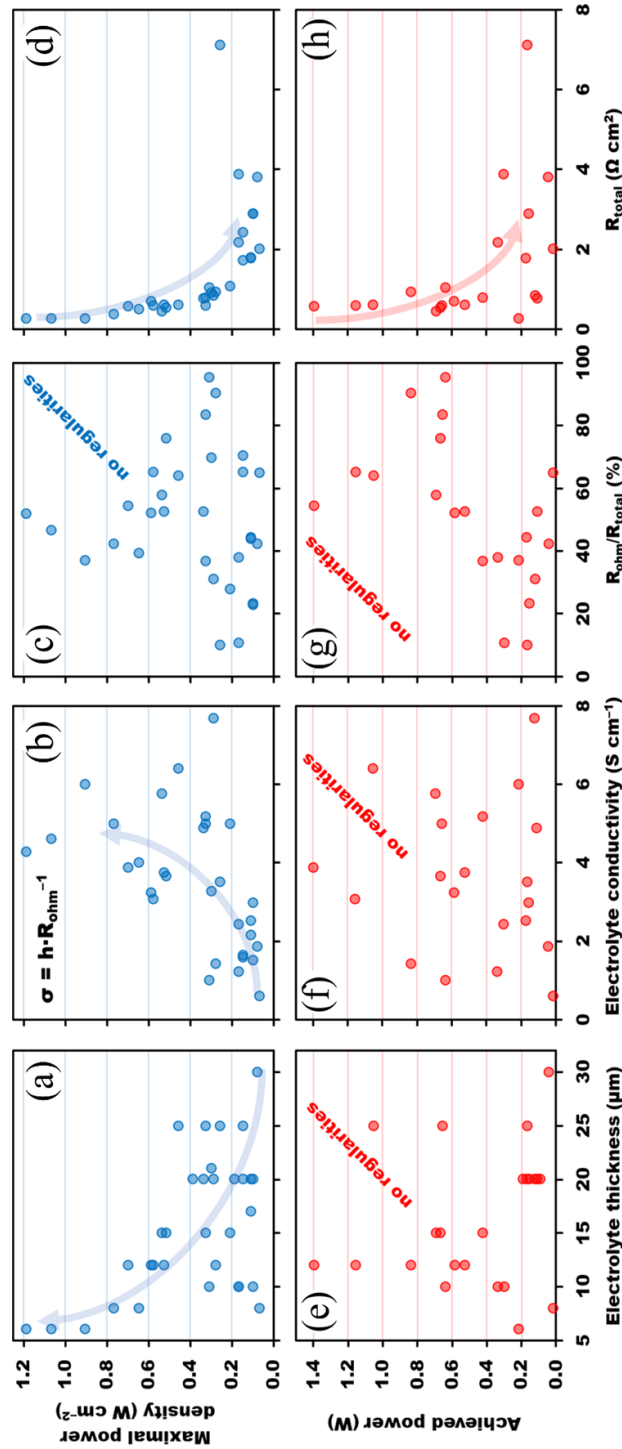 Maximal power
density (W cm⁻²)
1.2
1.0
0.8
0.6
0.4
0.2
0.0
(a)
(b)
σ = h·Rohm⁻¹
(c)
no regularities
(d)
Achieved power (W)
1.4
1.2
1.0
0.8
0.6
0.4
0.2
0.0
(e)
no regularities
5 10 15 20 25 30
Electrolyte thickness (µm)
(f)
no regularities
0 2 4 6 8
Electrolyte conductivity (S cm⁻¹)
(g)
no regularities
0 20 40 60 80 100
Rohm/Rtotal (%)
(h)
0 2 4 6 8
Rtotal (Ω cm²)